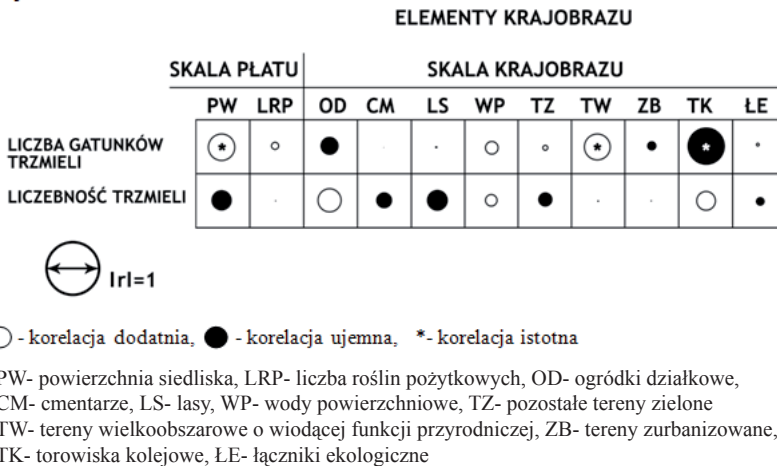 ELEMENTY KRAJOBRAZU
SKALA PŁATU SKALA KRAJOBRAZU
PW LRP OD CM LS WP TZ TW ZB TK ŁE
LICZBA GATUNKÓW
TRZMIELI
* * *
LICZEBNOŚĆ TRZMIELI
IrI=1
- korelacja dodatnia, - korelacja ujemna, *- korelacja istotna
PW- powierzchnia siedliska, LRP- liczba roślin pożytkowych, OD- ogródki działkowe,
CM- cmentarze, LS- lasy, WP- wody powierzchniowe, TZ- pozostałe tereny zielone
TW- tereny wielkoobszarowe o wiodącej funkcji przyrodniczej, ZB- tereny zurbanizowane,
TK- torowiska kolejowe, ŁE- łączniki ekologiczne